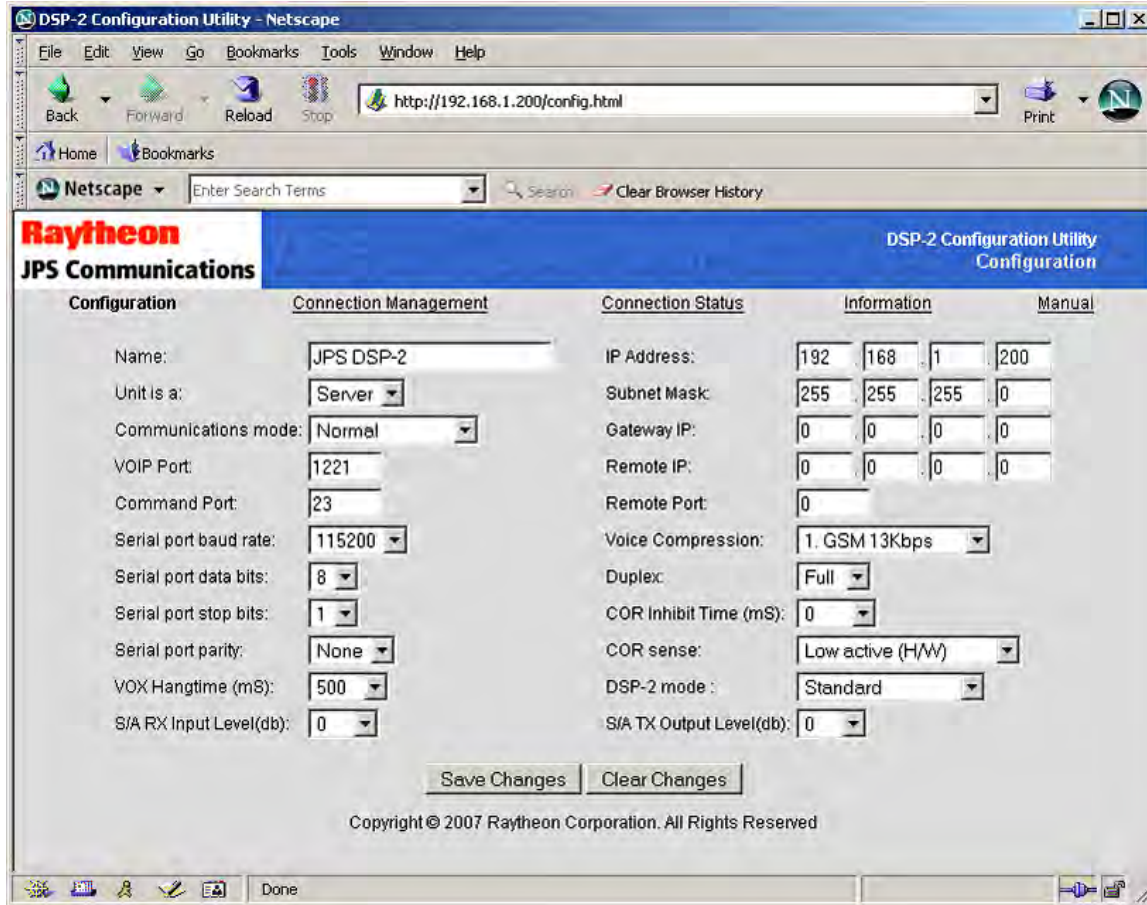 DSP-2 Configuration Utility - Netscape
File Edit View Go Bookmarks Tools Window Help
Back Forward Reload Stop http://192.168.1.200/config.html Print
Home Bookmarks
Netscape Enter Search Terms Search Clear Browser History
Raytheon
JPS Communications
DSP-2 Configuration Utility
Configuration
Configuration Connection Management Connection Status Information Manual
Name: JPS DSP-2 IP Address: 192 . 168 . 1 . 200
Unit is a: Server Subnet Mask: 255 . 255 . 255 . 0
Communications mode: Normal Gateway IP: 0 . 0 . 0 . 0
VOIP Port: 1221 Remote IP: 0 . 0 . 0 . 0
Command Port: 23 Remote Port: 0
Serial port baud rate: 115200 Voice Compression: 1. GSM 13Kbps
Serial port data bits: 8 Duplex: Full
Serial port stop bits: 1 COR Inhibit Time (mS): 0
Serial port parity: None COR sense: Low active (H/W)
VOX Hangtime (mS): 500 DSP-2 mode : Standard
S/A RX Input Level(db): 0 S/A TX Output Level(db): 0
Save Changes Clear Changes
Copyright © 2007 Raytheon Corporation. All Rights Reserved
Done